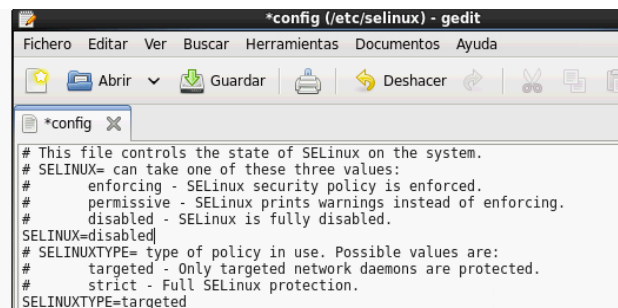 *config (/etc/selinux) - gedit
Fichero Editar Ver Buscar Herramientas Documentos Ayuda
Abrir Guardar Deshacer
*config
# This file controls the state of SELinux on the system.
# SELINUX= can take one of these three values:
#       enforcing - SELinux security policy is enforced.
#       permissive - SELinux prints warnings instead of enforcing.
#       disabled - SELinux is fully disabled.
SELINUX=disabled
# SELINUXTYPE= type of policy in use. Possible values are:
#       targeted - Only targeted network daemons are protected.
#       strict - Full SELinux protection.
SELINUXTYPE=targeted